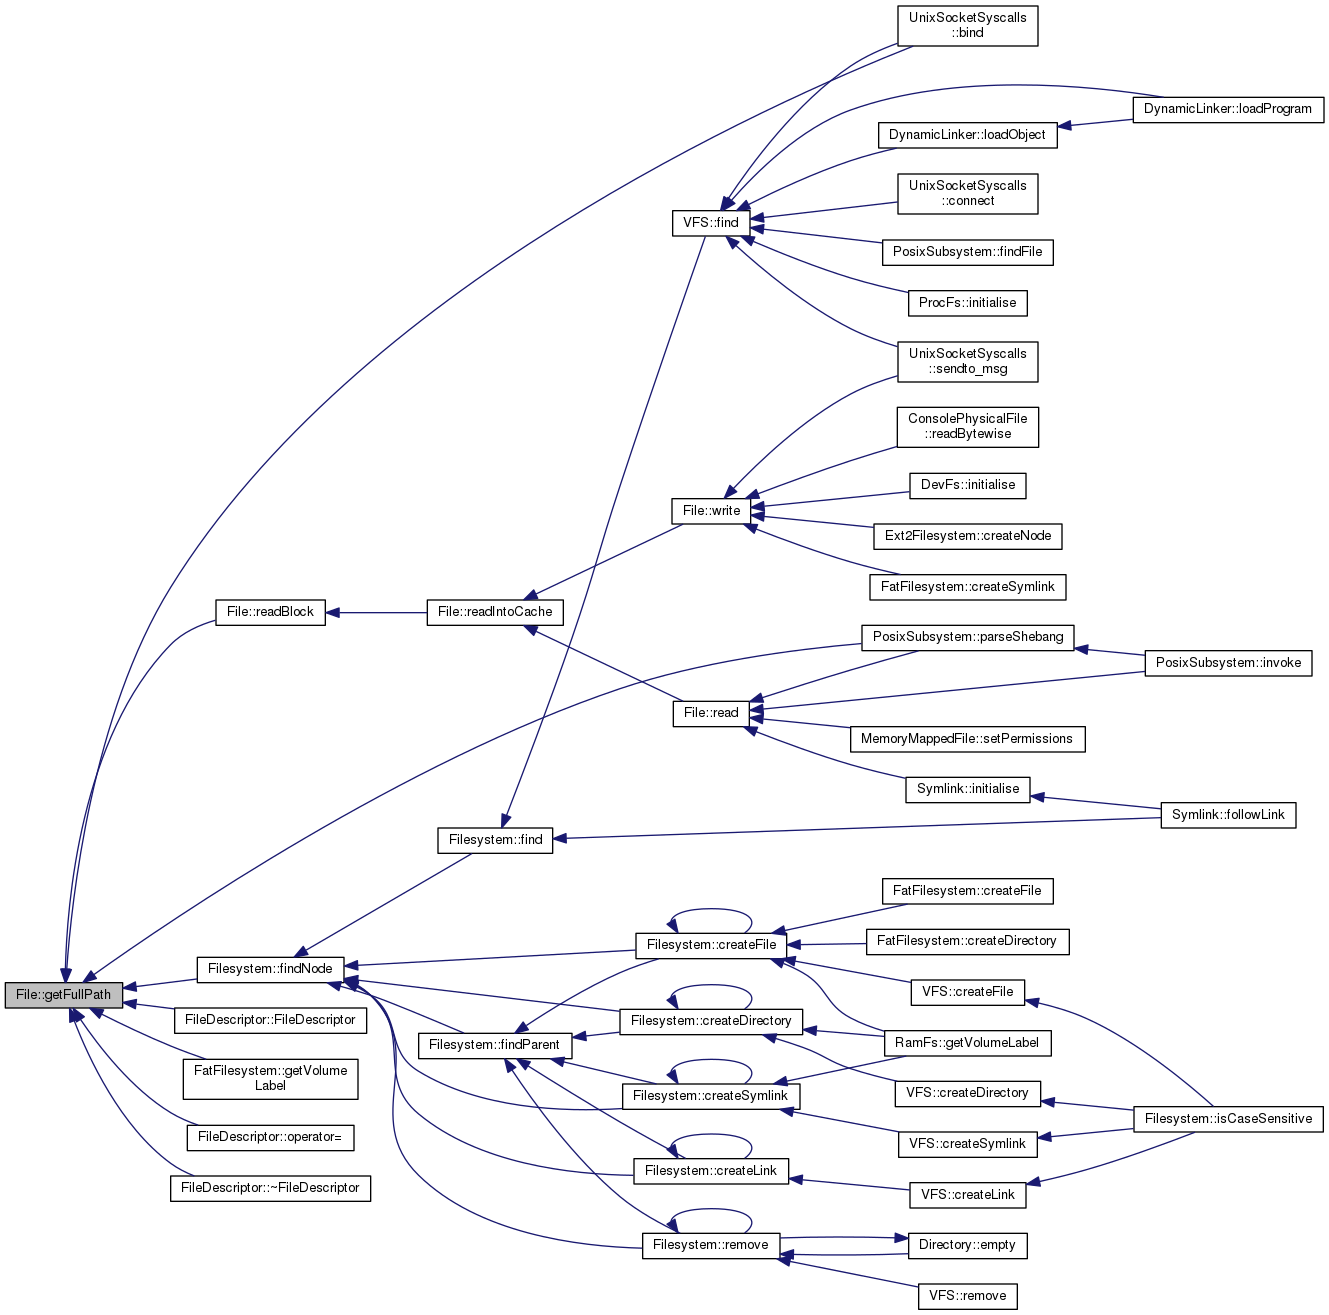 UnixSocketSyscalls
::bind
DynamicLinker::loadProgram
DynamicLinker::loadObject
UnixSocketSyscalls
::connect
VFS::find
PosixSubsystem::findFile
ProcFs::initialise
UnixSocketSyscalls
::sendto_msg
ConsolePhysicalFile
::readBytewise
DevFs::initialise
File::write
Ext2Filesystem::createNode
FatFilesystem::createSymlink
File::readBlock
File::readIntoCache
PosixSubsystem::parseShebang
PosixSubsystem::invoke
File::read
MemoryMappedFile::setPermissions
Symlink::initialise
Symlink::followLink
Filesystem::find
FatFilesystem::createFile
Filesystem::createFile
FatFilesystem::createDirectory
Filesystem::findNode
File::getFullPath
VFS::createFile
FileDescriptor::FileDescriptor
Filesystem::createDirectory
Filesystem::findParent
RamFs::getVolumeLabel
FatFilesystem::getVolume
Label
Filesystem::createSymlink
VFS::createDirectory
Filesystem::isCaseSensitive
FileDescriptor::operator=
VFS::createSymlink
Filesystem::createLink
FileDescriptor::~FileDescriptor
VFS::createLink
Filesystem::remove
Directory::empty
VFS::remove